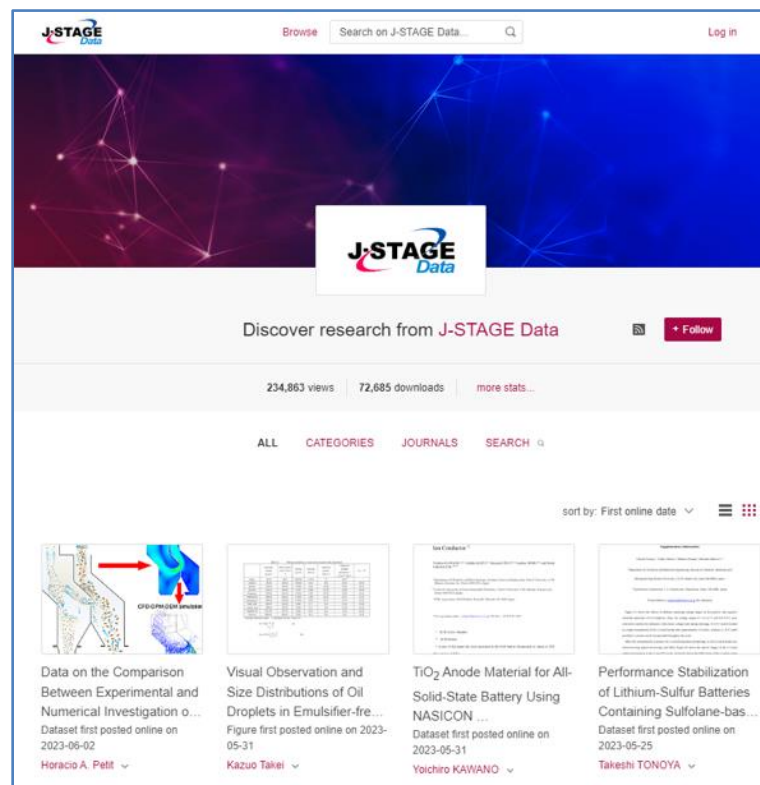 J-STAGE
Data
Browse
Search on J-STAGE Data...
Log in
J-STAGE
Data
Discover research from J-STAGE Data
+ Follow
234,863 views
72,685 downloads
more stats...
ALL
CATEGORIES
JOURNALS
SEARCH
sort by: First online date
CFD-DPM-DEM simulation
Data on the Comparison
Between Experimental and
Numerical Investigation o...
Dataset first posted online on
2023-06-02
Horacio A. Petit
Visual Observation and
Size Distributions of Oil
Droplets in Emulsifier-fre...
Figure first posted online on 2023-
05-31
Kazuo Takei
Ion Conductor
TiO2 Anode Material for All-
Solid-State Battery Using
NASICON ...
Dataset first posted online on
2023-05-31
Yoichiro KAWANO
Performance Stabilization
of Lithium-Sulfur Batteries
Containing Sulfolane-bas...
Dataset first posted online on
2023-05-25
Takeshi TONOYA